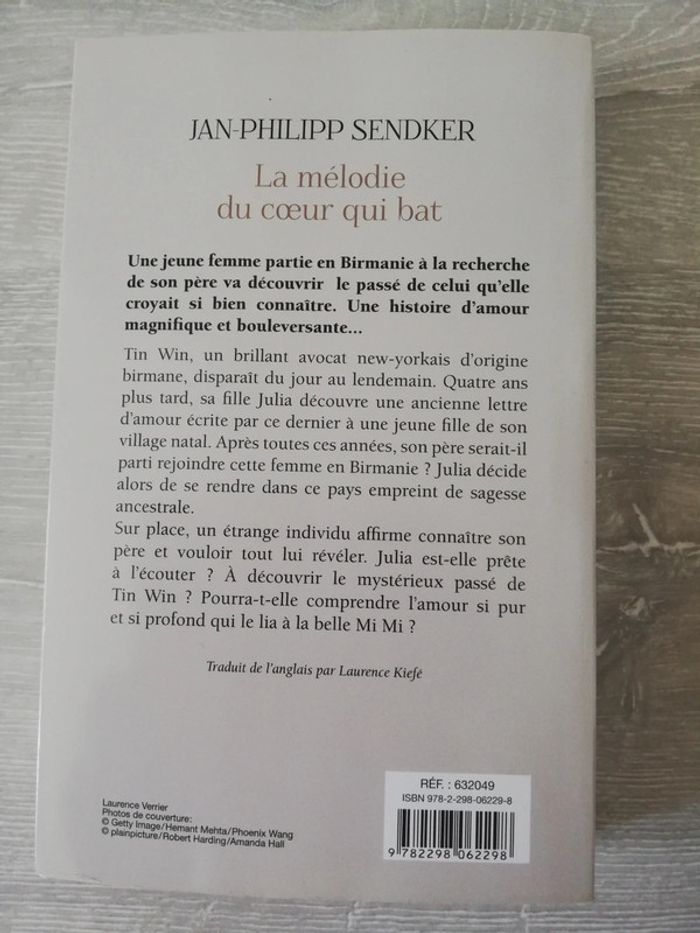 JAN-PHILIPP SENDKER
La mélodie
du cœur qui bat
Une jeune femme partie en Birmanie à la recherche
de son père va découvrir le passé de celui qu'elle
croyait si bien connaître. Une histoire d'amour
magnifique et bouleversante...
Tin Win, un brillant avocat new-yorkais d'origine
birmane, disparaît du jour au lendemain. Quatre ans
plus tard, sa fille Julia découvre une ancienne lettre
d'amour écrite par ce dernier à une jeune fille de son
village natal. Après toutes ces années, son père serait-il
parti rejoindre cette femme en Birmanie ? Julia décide
alors de se rendre dans ce pays empreint de sagesse
ancestrale.
Sur place, un étrange individu affirme connaître son
père et vouloir tout lui révéler. Julia est-elle prête
à l'écouter ? À découvrir le mystérieux passé de
Tin Win ? Pourra-t-elle comprendre l'amour si pur
et si profond qui le lia à la belle Mi Mi ?
Traduit de l'anglais par Laurence Kiefé
Laurence Verrier
Photos de couverture:
© Getty Image/Hemant Mehta/Phoenix Wang
© plainpicture/Robert Harding/Amanda Hall
RÉF. : 632049
ISBN 978-2-298-06229-8
9 782298 062298